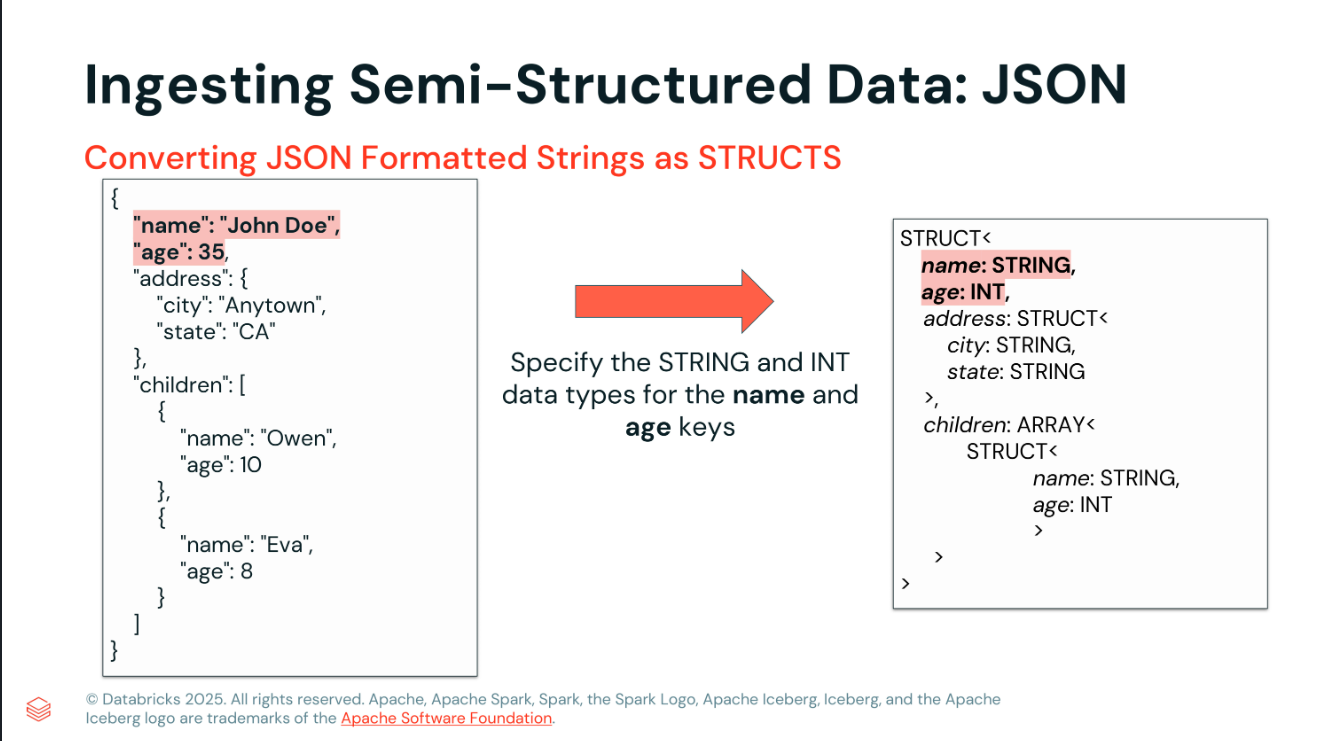 Ingesting Semi-Structured Data: JSON
Converting JSON Formatted Strings as STRUCTS
{
"name": "John Doe",
"age": 35,
"address": {
"city": "Anytown",
"state": "CA"
},
"children": [
{
"name": "Owen",
"age": 10
},
{
"name": "Eva",
"age": 8
}
]
}
Specify the STRING and INT
data types for the name and
age keys
STRUCT<
name: STRING,
age: INT,
address: STRUCT<
city: STRING,
state: STRING
>,
children: ARRAY<
STRUCT<
name: STRING,
age: INT
>
>
>
© Databricks 2025. All rights reserved. Apache, Apache Spark, Spark, the Spark Logo, Apache Iceberg, Iceberg, and the Apache
Iceberg logo are trademarks of the Apache Software Foundation.